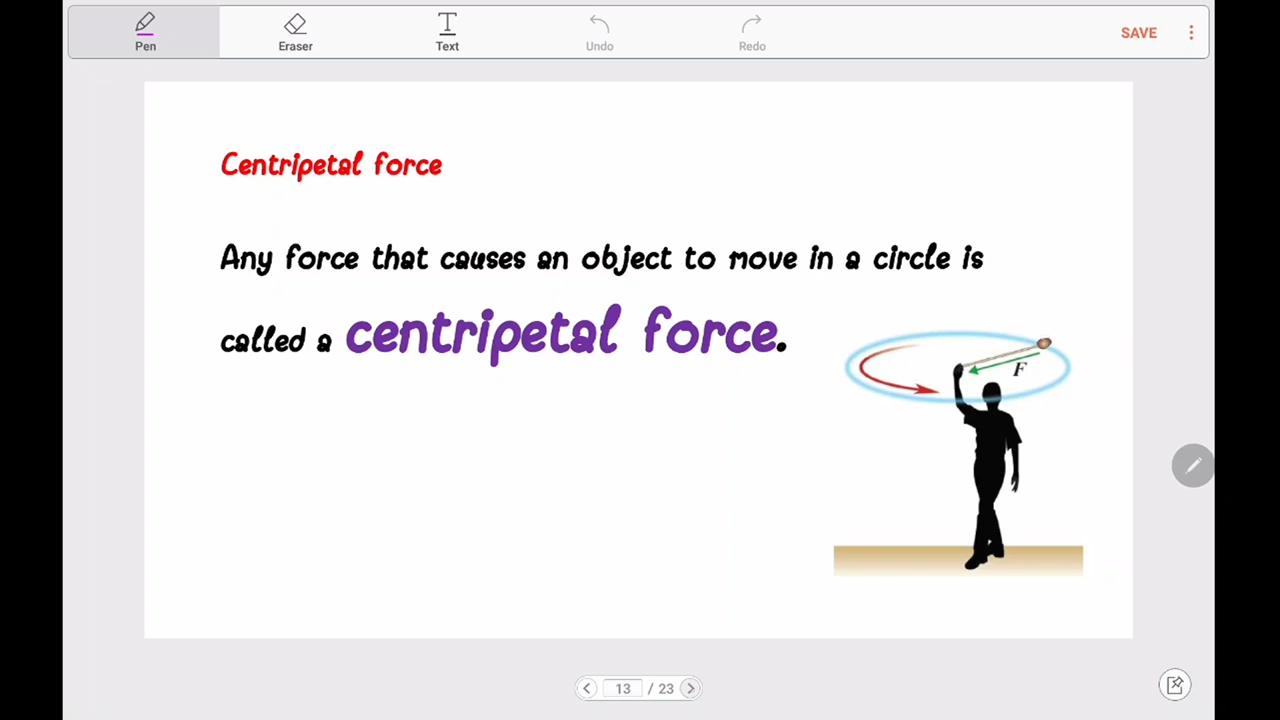 Pen
Eraser
Text
Undo
Redo
SAVE
Centripetal force
Any force that causes an object to move in a circle is
called a centripetal force.
F
13 / 23